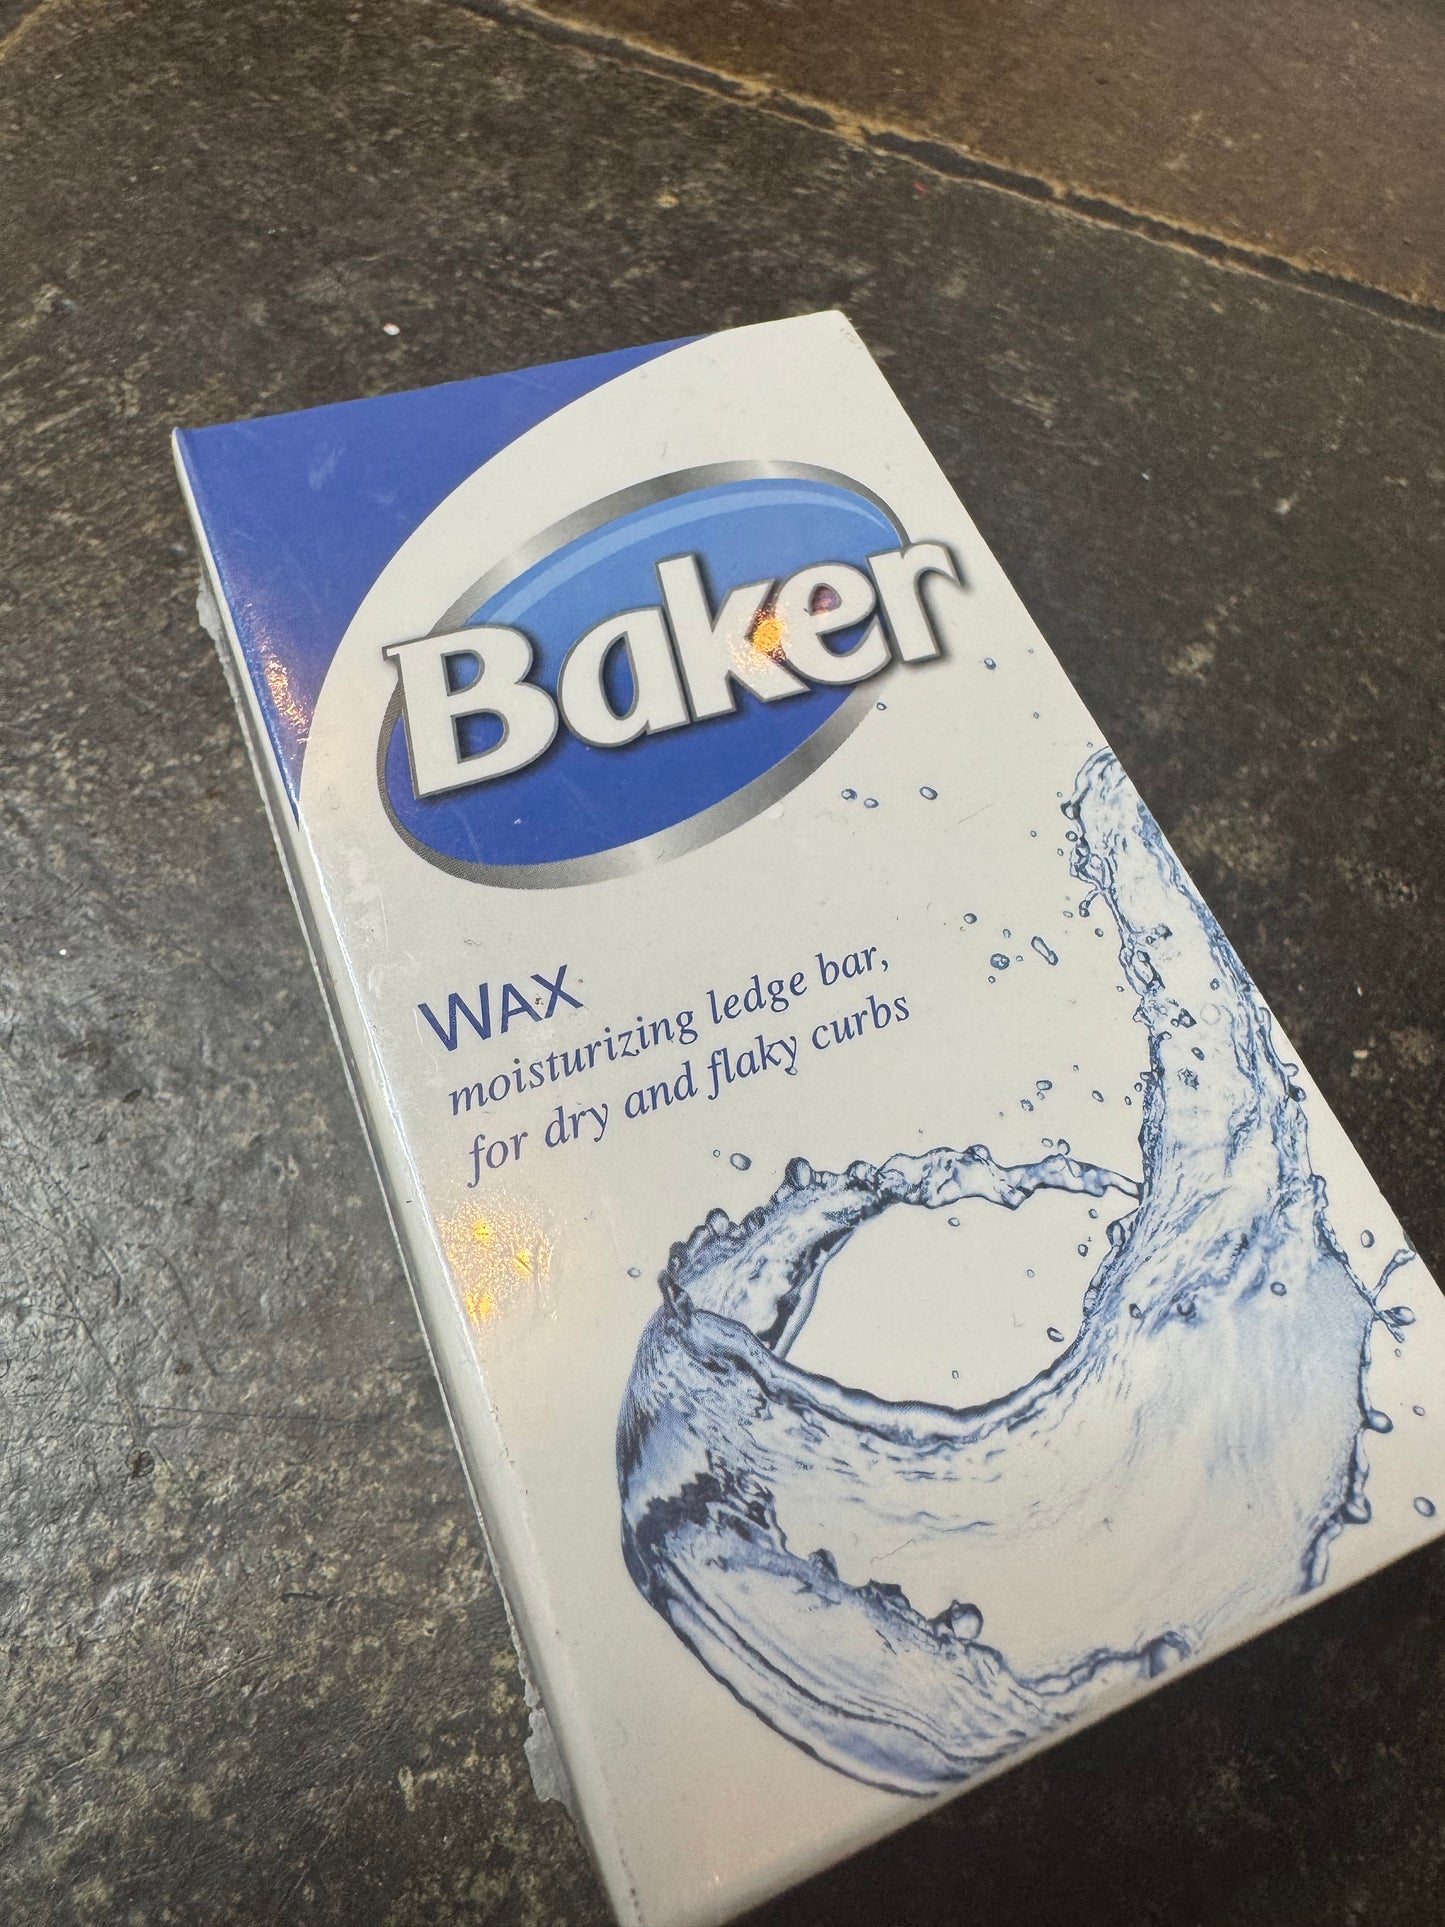 Baker
WAX
moisturizing ledge bar,
for dry and flaky curbs